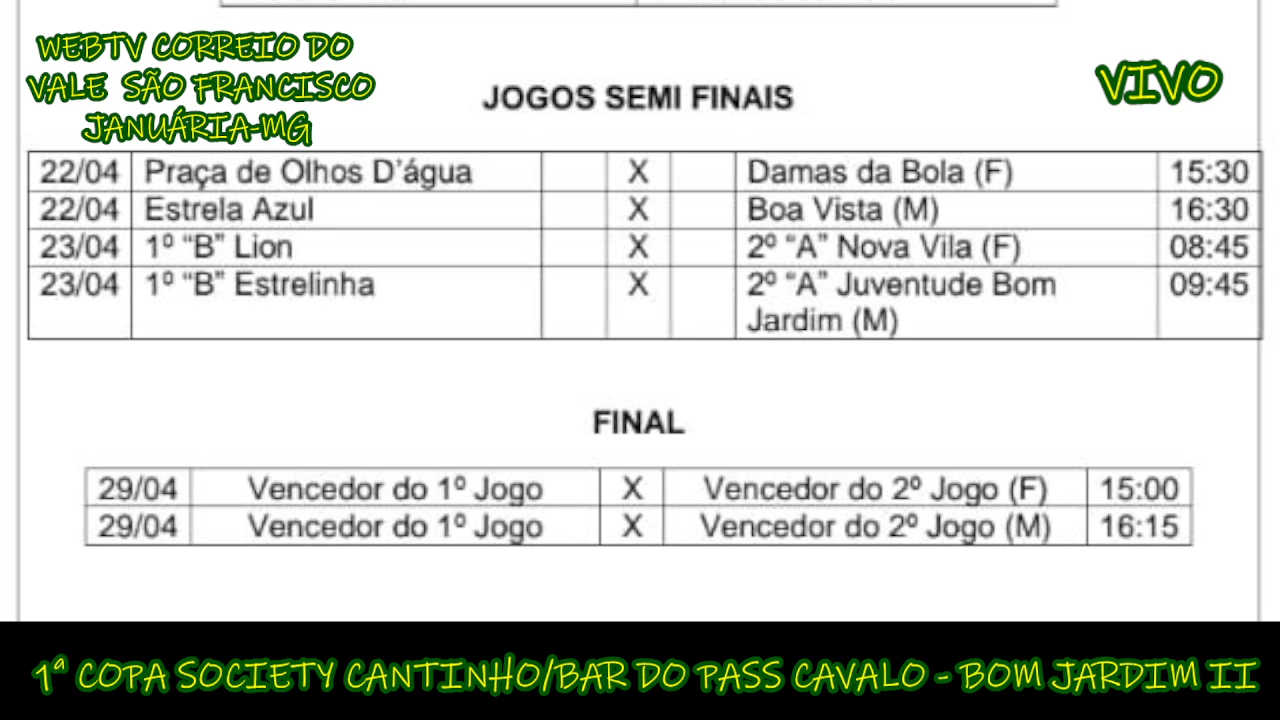 WEBTV CORREIO DO
VALE SÃO FRANCISCO
JANUÁRIA-MG
VIVO
JOGOS SEMI FINAIS
22/04 Praça de Olhos D'água X Damas da Bola (F) 15:30
22/04 Estrela Azul X Boa Vista (M) 16:30
23/04 1º “B” Lion X 2º “A” Nova Vila (F) 08:45
23/04 1º “B” Estrelinha X 2º “A” Juventude Bom 09:45
Jardim (M)
FINAL
29/04 Vencedor do 1º Jogo X Vencedor do 2º Jogo (F) 15:00
29/04 Vencedor do 1º Jogo X Vencedor do 2º Jogo (M) 16:15
1ª COPA SOCIETY CANTINHO/BAR DO PASS CAVALO - BOM JARDIM II